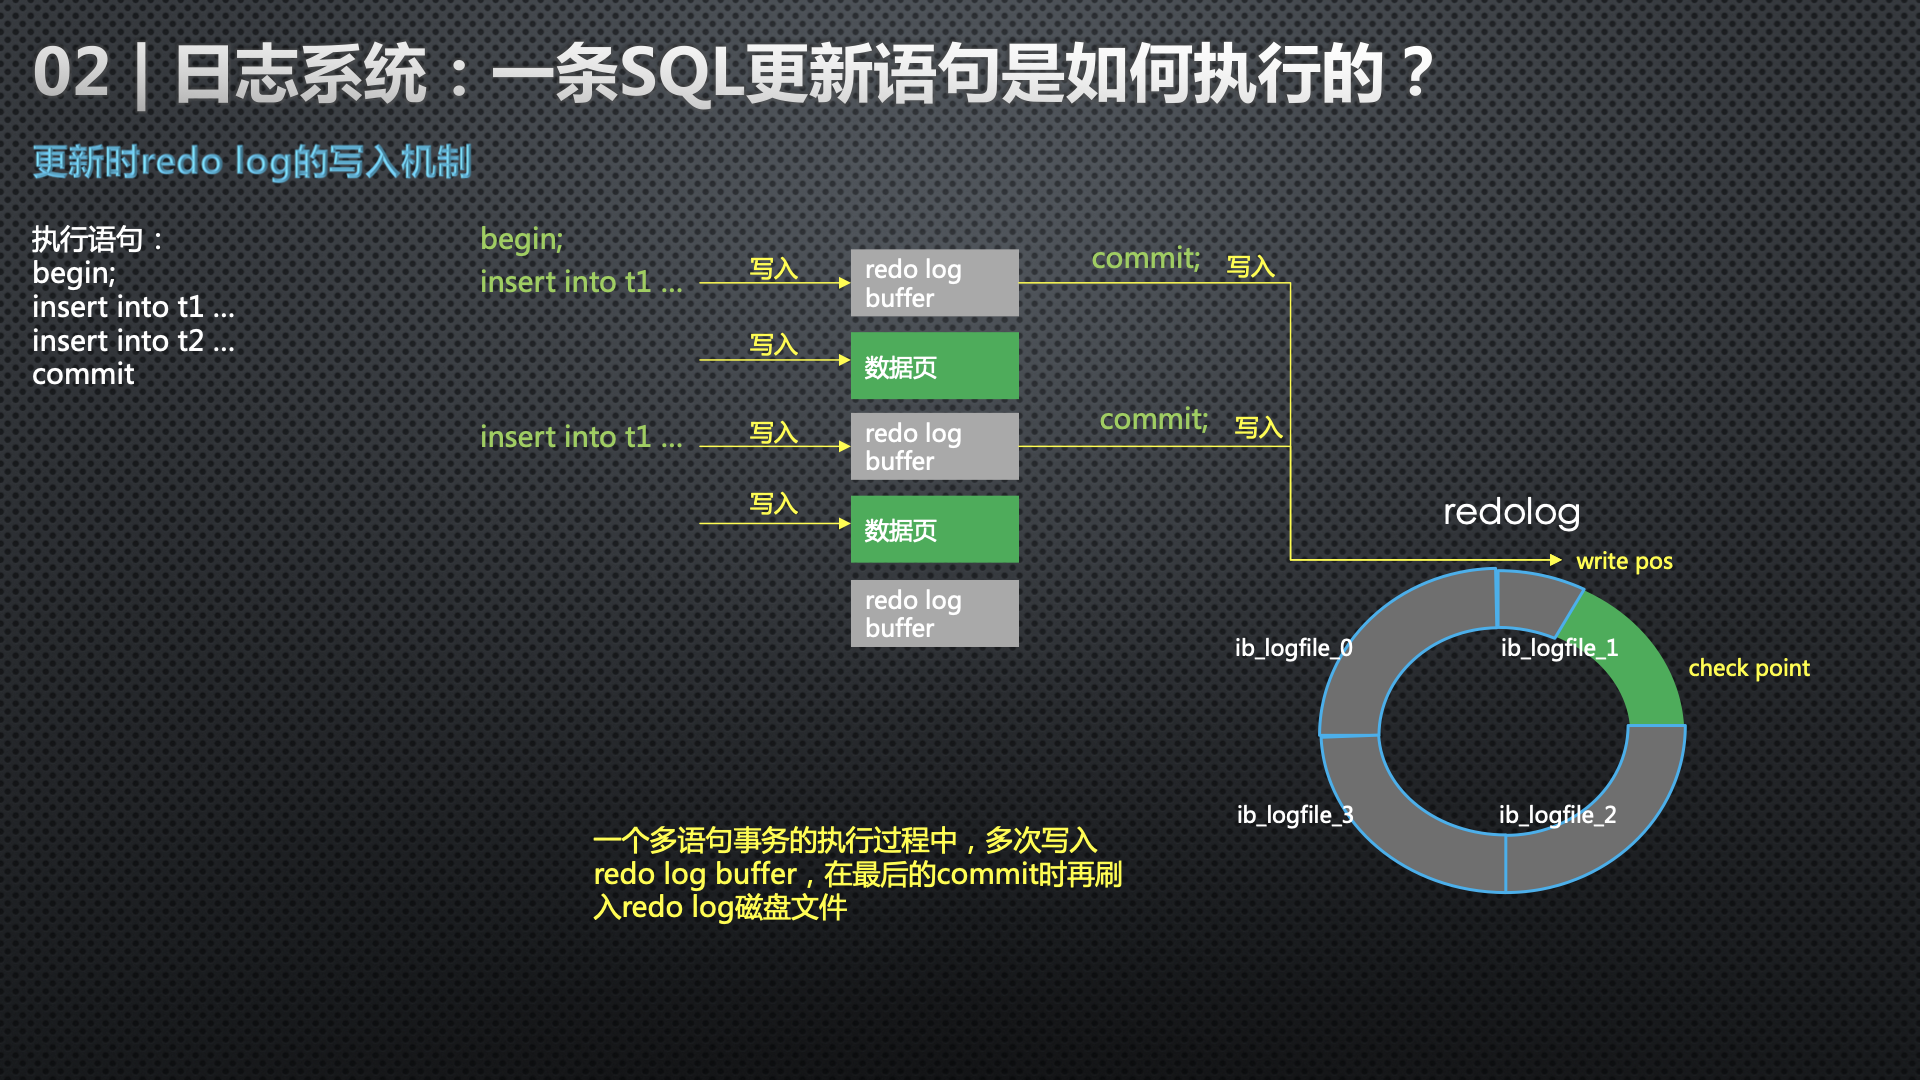 02 | 日志系统：一条SQL更新语句是如何执行的？
更新时redo log的写入机制
执行语句：
begin;
insert into t1 ...
insert into t2 ...
commit
begin;
insert into t1 ...
写入
redo log
buffer
commit;
写入
写入
数据页
insert into t1 ...
写入
redo log
buffer
commit;
写入
写入
数据页
redo log
buffer
redolog
write pos
ib_logfile_0
ib_logfile_1
check point
ib_logfile_3
ib_logfile_2
一个多语句事务的执行过程中，多次写入
redo log buffer，在最后的commit时再刷
入redo log磁盘文件